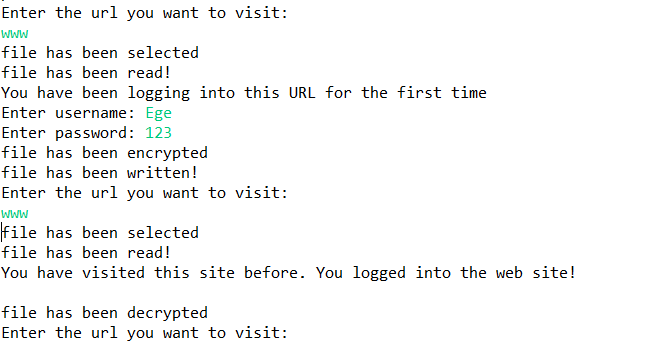 Enter the url you want to visit:
www
file has been selected
file has been read!
You have been logging into this URL for the first time
Enter username: Ege
Enter password: 123
file has been encrypted
file has been written!
Enter the url you want to visit:
www
file has been selected
file has been read!
You have visited this site before. You logged into the web site!
file has been decrypted
Enter the url you want to visit: